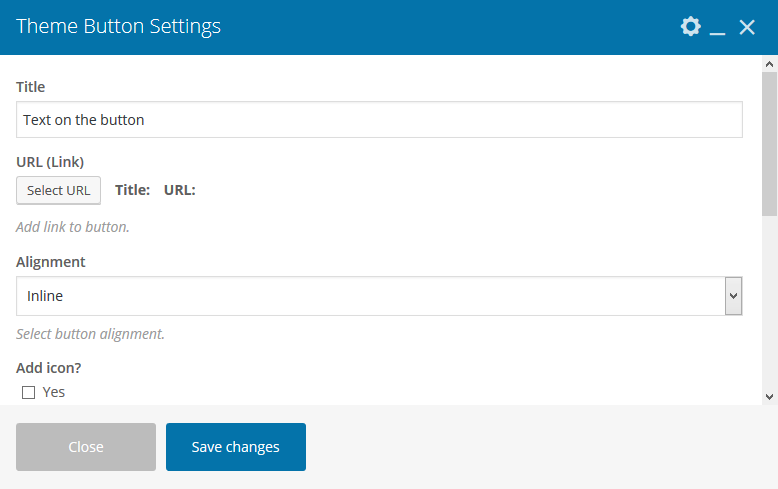 Theme Button Settings
Title
Text on the button
URL (Link)
Select URL Title: URL:
Add link to button.
Alignment
Inline
Select button alignment.
Add icon?
Yes
Close Save changes